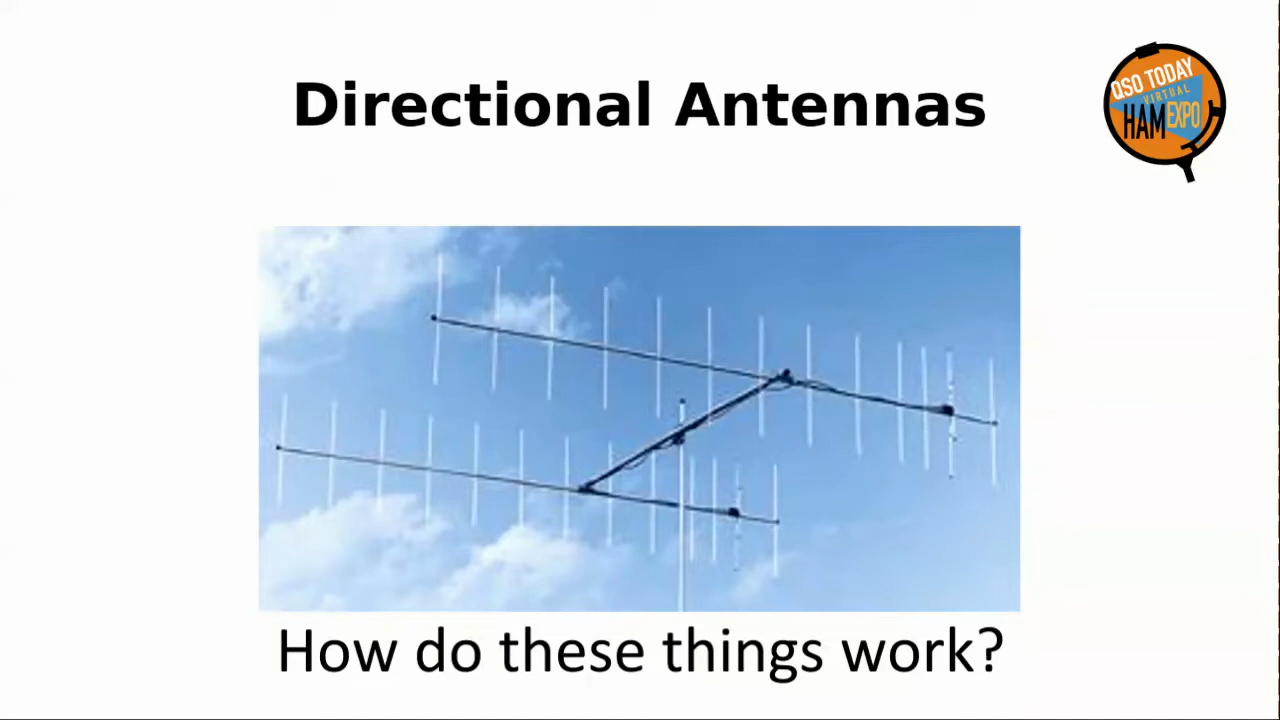 Directional Antennas
QSO TODAY
VIRTUAL
HAM EXPO
How do these things work?